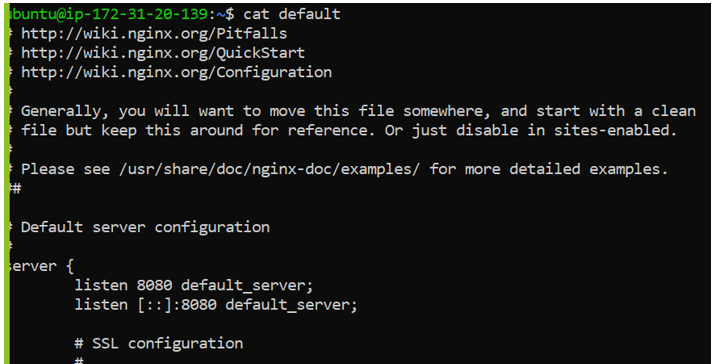 ubuntu@ip-172-31-20-139:~$ cat default
# http://wiki.nginx.org/Pitfalls
# http://wiki.nginx.org/QuickStart
# http://wiki.nginx.org/Configuration
#
# Generally, you will want to move this file somewhere, and start with a clean
# file but keep this around for reference. Or just disable in sites-enabled.
#
# Please see /usr/share/doc/nginx-doc/examples/ for more detailed examples.
##
# Default server configuration
#
server {
listen 8080 default_server;
listen [::]:8080 default_server;
# SSL configuration
#